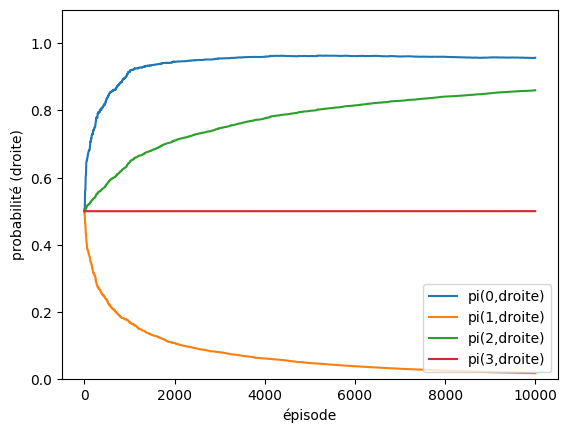 1.0
0.8
0.6
0.4
0.2
0.0
probabilité (droite)
pi(0,droite)
pi(1,droite)
pi(2,droite)
pi(3,droite)
0 2000 4000 6000 8000 10000
épisode